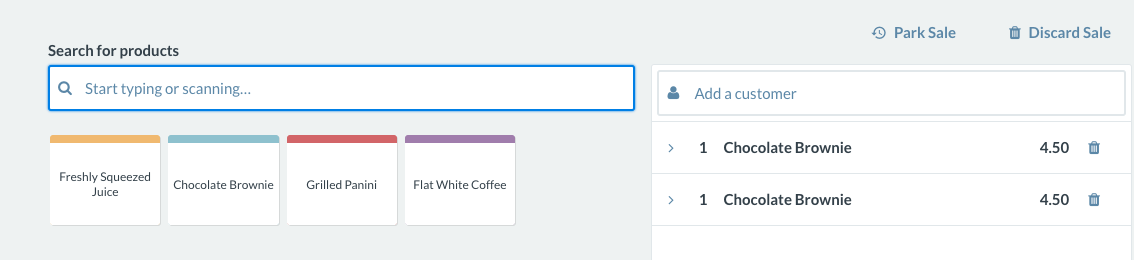 Park Sale
Discard Sale
Search for products
Start typing or scanning...
Add a customer
Freshly Squeezed
Juice
Chocolate Brownie
Grilled Panini
Flat White Coffee
1 Chocolate Brownie 4.50
1 Chocolate Brownie 4.50